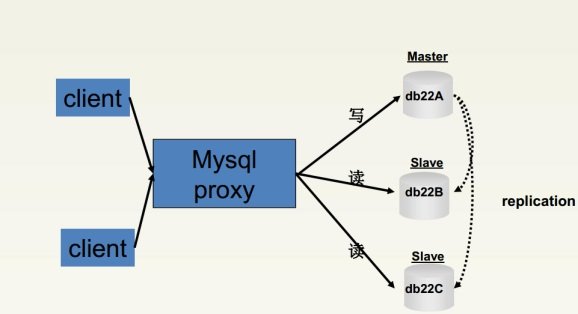 Master
client
db22A
写
Mysql
proxy
Slave
读
db22B
replication
client
读
Slave
db22C